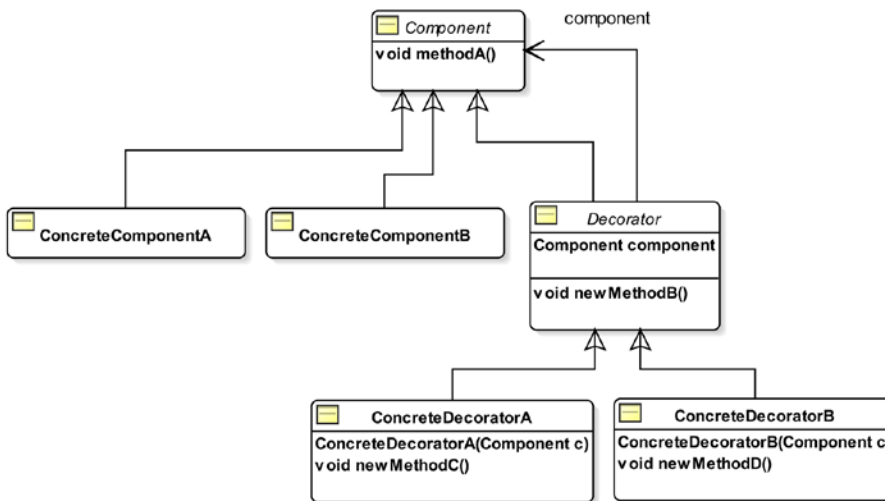 Component
component
void methodA()
ConcreteComponentA
ConcreteComponentB
Decorator
Component component
void newMethodB()
ConcreteDecoratorA
ConcreteDecoratorA(Component c)
void newMethodC()
ConcreteDecoratorB
ConcreteDecoratorB(Component c
void newMethodD()